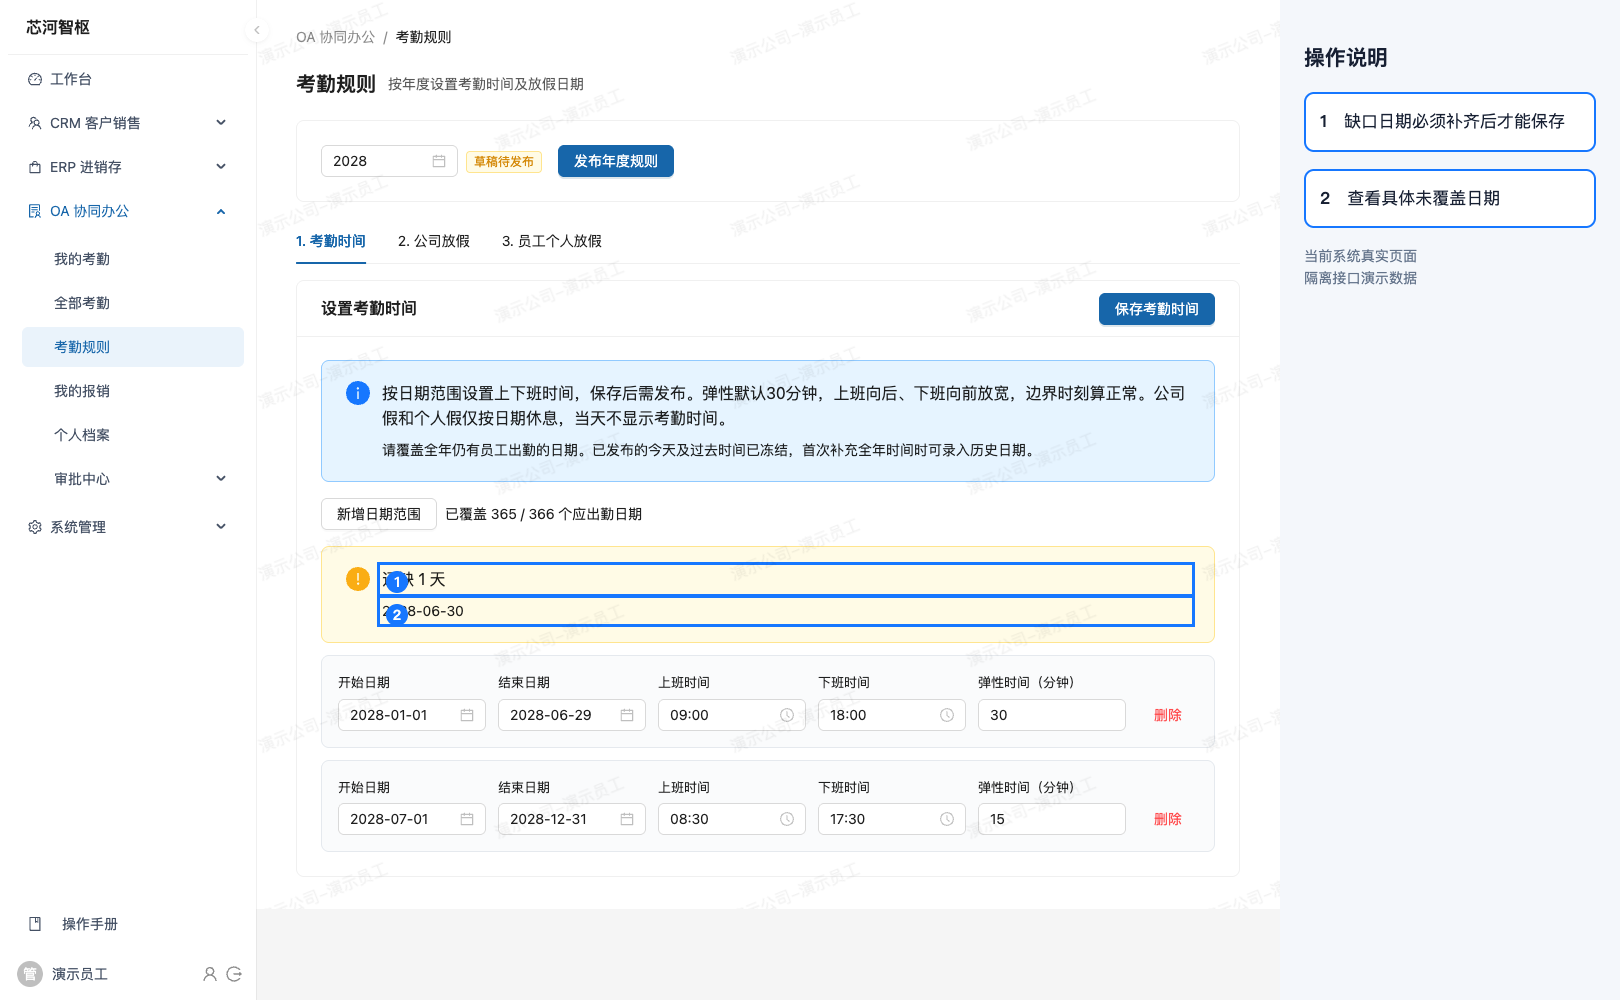 芯河智枢
工作台
CRM 客户销售
ERP 进销存
OA 协同办公
我的考勤
全部考勤
考勤规则
我的报销
个人档案
审批中心
系统管理
操作手册
管 演示员工
OA 协同办公 / 考勤规则
考勤规则 按年度设置考勤时间及放假日期
2028 草稿待发布 发布年度规则
1. 考勤时间 2. 公司放假 3. 员工个人放假
设置考勤时间 保存考勤时间
按日期范围设置上下班时间，保存后需发布。弹性默认30分钟，上班向后、下班向前放宽，边界时刻算正常。公司
假和个人假仅按日期休息，当天不显示考勤时间。
请覆盖全年仍有员工出勤的日期。已发布的今天及过去时间已冻结，首次补充全年时间时可录入历史日期。
新增日期范围 已覆盖 365 / 366 个应出勤日期
1 缺 1 天
2 8-06-30
开始日期 结束日期 上班时间 下班时间 弹性时间（分钟）
2028-01-01 2028-06-29 09:00 18:00 30 删除
开始日期 结束日期 上班时间 下班时间 弹性时间（分钟）
2028-07-01 2028-12-31 08:30 17:30 15 删除
操作说明
1 缺口日期必须补齐后才能保存
2 查看具体未覆盖日期
当前系统真实页面
隔离接口演示数据
演示公司-演示员工